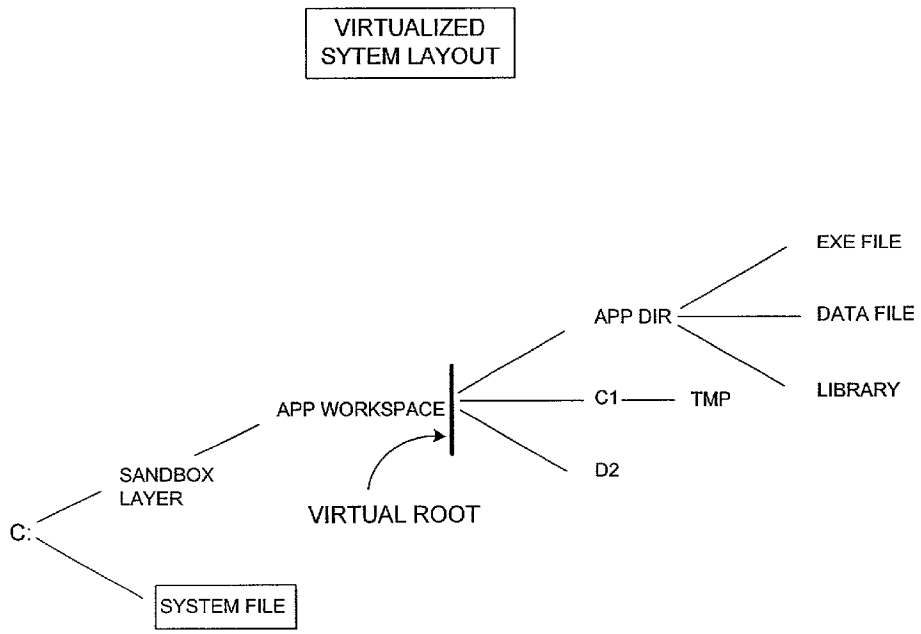 VIRTUALIZED
SYTEM LAYOUT
EXE FILE
APP DIR
DATA FILE
LIBRARY
C1
TMP
APP WORKSPACE
D2
SANDBOX
LAYER
VIRTUAL ROOT
C:
SYSTEM FILE